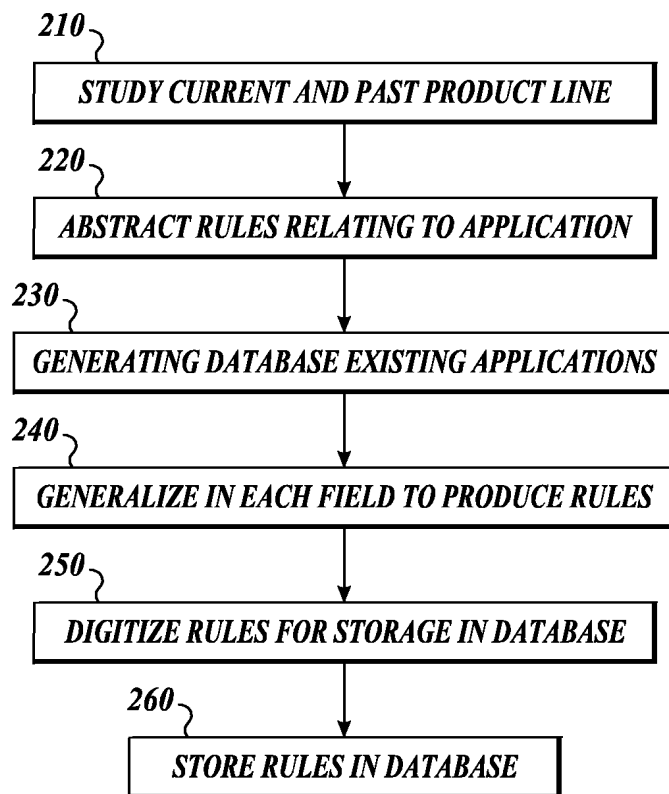 210
STUDY CURRENT AND PAST PRODUCT LINE
220
ABSTRACT RULES RELATING TO APPLICATION
230
GENERATING DATABASE EXISTING APPLICATIONS
240
GENERALIZE IN EACH FIELD TO PRODUCE RULES
250
DIGITIZE RULES FOR STORAGE IN DATABASE
260
STORE RULES IN DATABASE